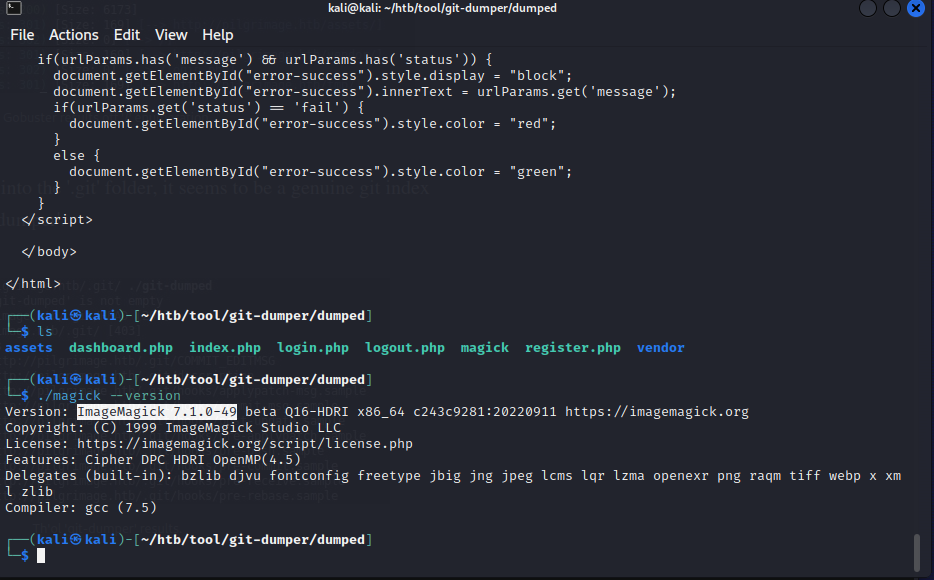 kali@kali: ~/htb/tool/git-dumper/dumped
File Actions Edit View Help
if(urlParams.has('message') && urlParams.has('status')) {
document.getElementById("error-success").style.display = "block";
document.getElementById("error-success").innerText = urlParams.get('message');
if(urlParams.get('status') == 'fail') {
document.getElementById("error-success").style.color = "red";
}
else {
document.getElementById("error-success").style.color = "green";
}
}
</script>
</body>
</html>
┌──(kali㉿kali)-[~/htb/tool/git-dumper/dumped]
└─$ ls
assets dashboard.php index.php login.php logout.php magick register.php vendor
┌──(kali㉿kali)-[~/htb/tool/git-dumper/dumped]
└─$ ./magick --version
Version: ImageMagick 7.1.0-49 beta Q16-HDRI x86_64 c243c9281:20220911 https://imagemagick.org
Copyright: (C) 1999 ImageMagick Studio LLC
License: https://imagemagick.org/script/license.php
Features: Cipher DPC HDRI OpenMP(4.5)
Delegates (built-in): bzlib djvu fontconfig freetype jbig jng jpeg lcms lqr lzma openexr png raqm tiff webp x xm
l zlib
Compiler: gcc (7.5)
┌──(kali㉿kali)-[~/htb/tool/git-dumper/dumped]
└─$